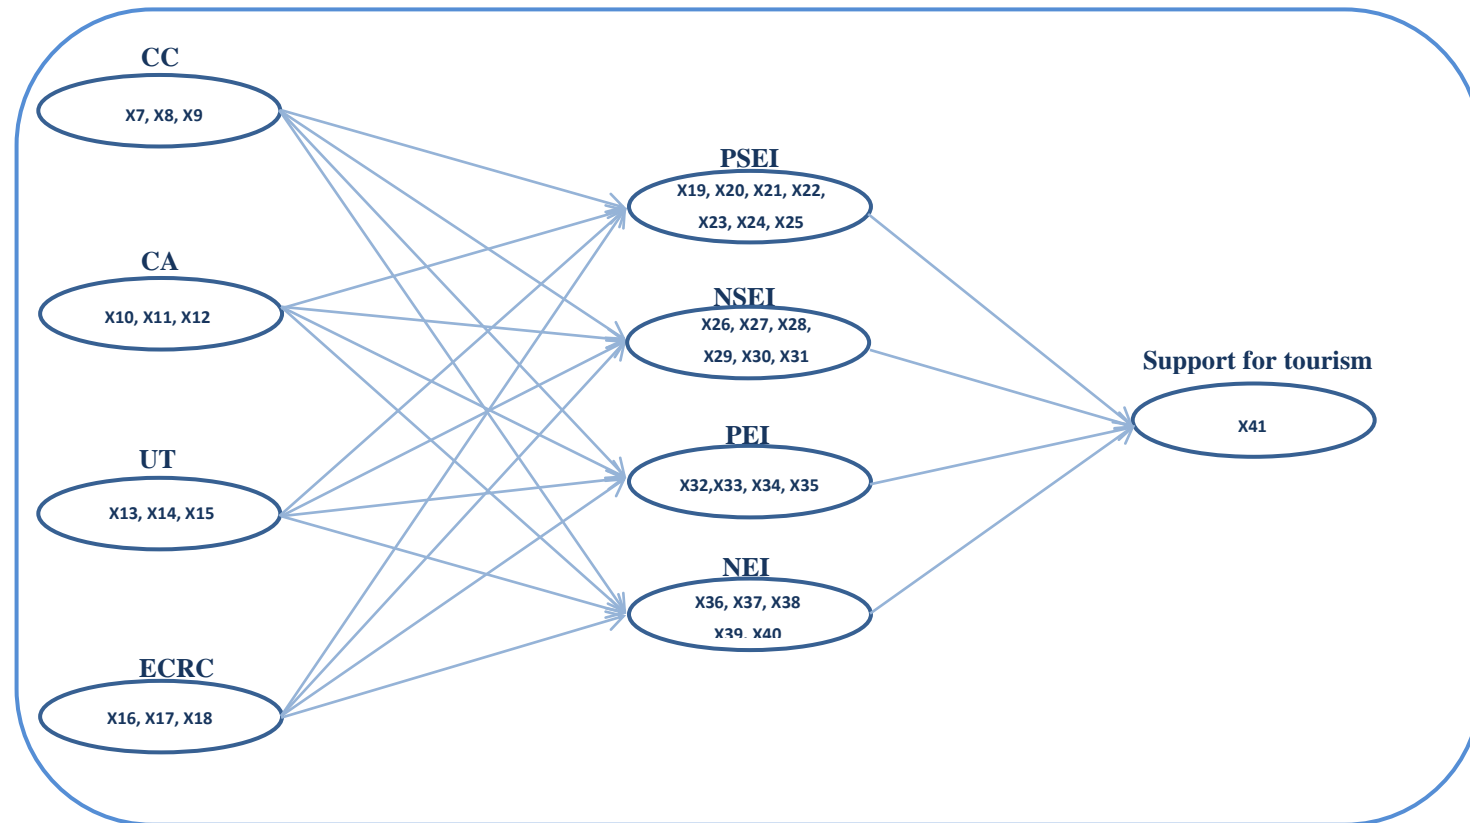 CC
X7, X8, X9
CA
X10, X11, X12
UT
X13, X14, X15
ECRC
X16, X17, X18
PSEI
X19, X20, X21, X22,
X23, X24, X25
NSEI
X26, X27, X28,
X29, X30, X31
PEI
X32,X33, X34, X35
NEI
X36, X37, X38
X39, X40
Support for tourism
X41